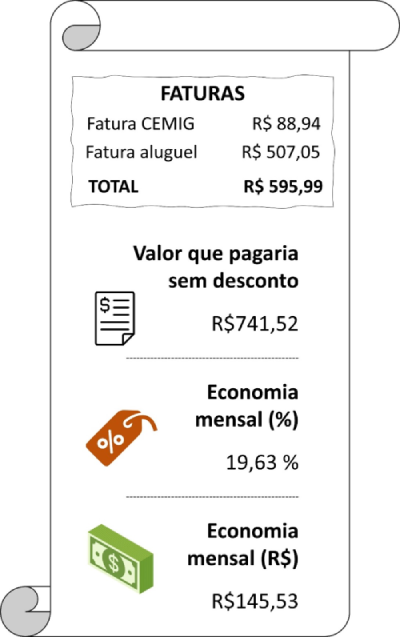 FATURAS
Fatura CEMIG R$ 88,94
Fatura aluguel R$ 507,05
TOTAL R$ 595,99
Valor que pagaria
sem desconto
$
R$741,52
Economia
mensal (%)
%
19,63 %
Economia
mensal (R$)
$
R$145,53